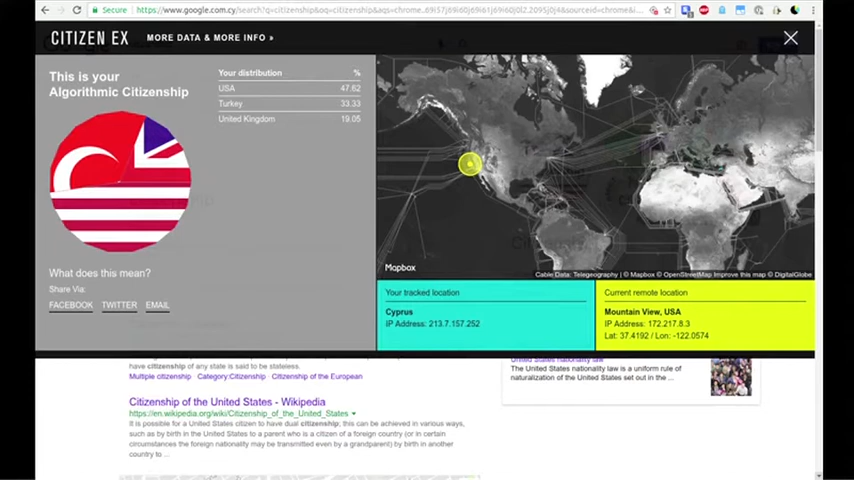 Secure
https://www.google.com.cy/search?q=citizenship&oq=citizenship&aqs=chrome..69i57j69i60j69i61j69i60j0l2.2095j0j4&sourceid=chrome&i...
CITIZEN EX
MORE DATA & MORE INFO »
This is your
Algorithmic Citizenship
Your distribution %
USA 47.62
Turkey 33.33
United Kingdom 19.05
What does this mean?
Share Via:
FACEBOOK TWITTER EMAIL
Mapbox
Cable Data: Telegeography | © Mapbox © OpenStreetMap Improve this map © DigitalGlobe
Your tracked location
Cyprus
IP Address: 213.7.157.252
Current remote location
Mountain View, USA
IP Address: 172.217.8.3
Lat: 37.4192 / Lon: -122.0574
have citizenship of any state is said to be stateless.
Multiple citizenship · Category:Citizenship · Citizenship of the European
Citizenship of the United States - Wikipedia
https://en.wikipedia.org/wiki/Citizenship_of_the_United_States
It is possible for a United States citizen to have dual citizenship; this can be achieved in various ways,
such as by birth in the United States to a parent who is a citizen of a foreign country (or in certain
circumstances the foreign nationality may be transmitted even by a grandparent) by birth in another
country to ...
United States nationality law
The United States nationality law is a uniform rule of
naturalization of the United States set out in the ...